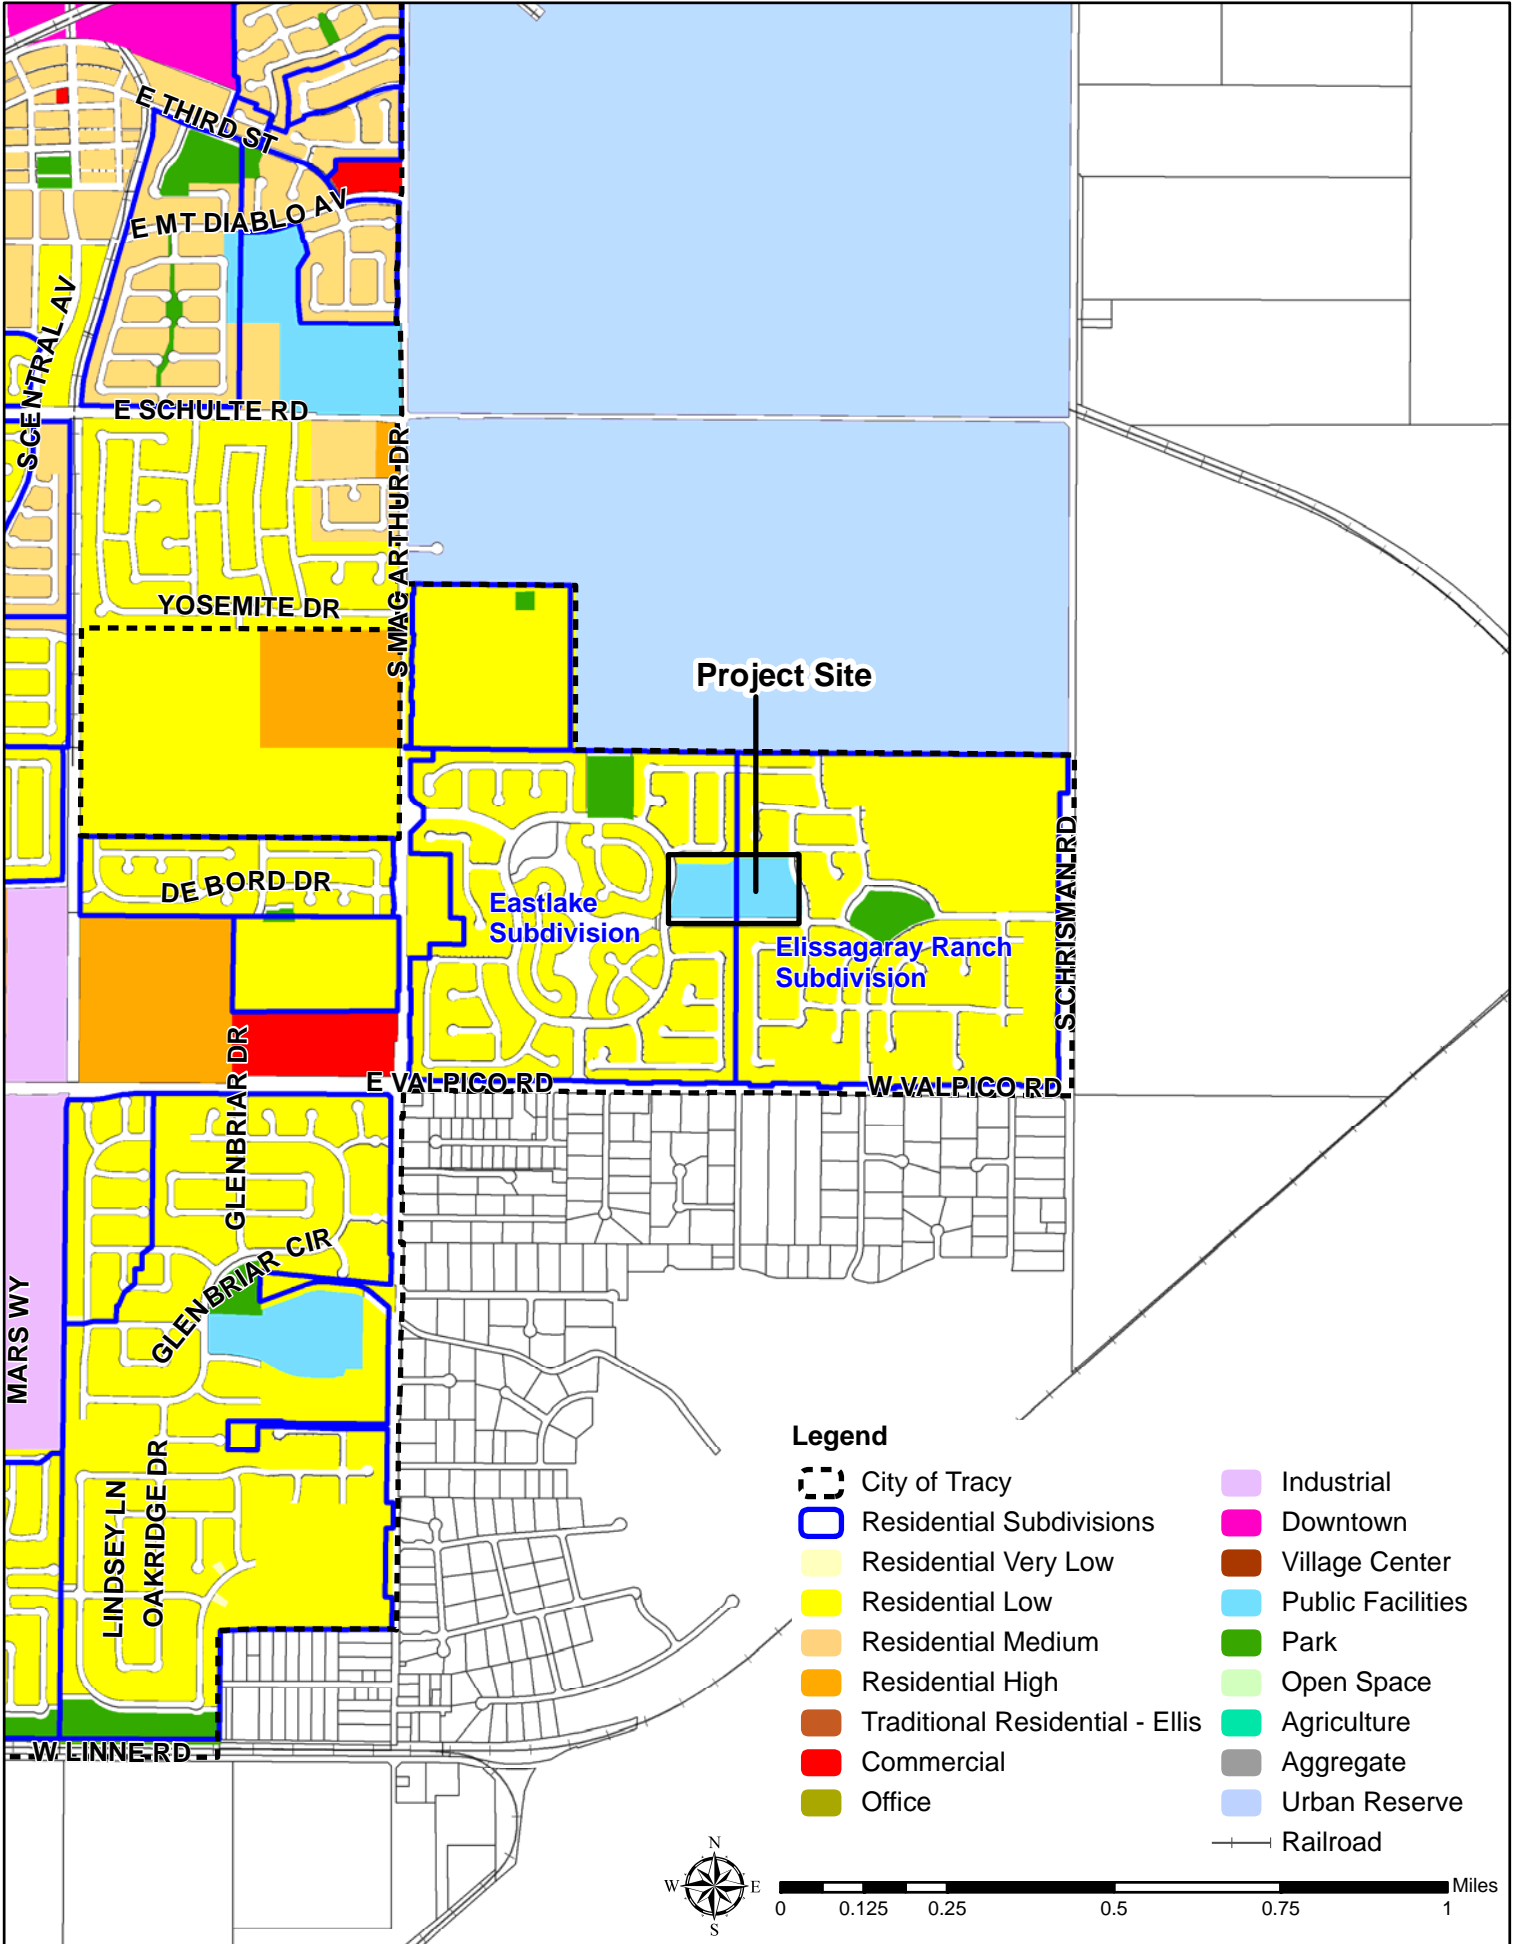 E THIRD ST
E MT DIABLO AV
S CENTRAL AV
E SCHULTE RD
S MAC ARTHUR DR
YOSEMITE DR
Project Site
DE BORD DR
Eastlake
Subdivision
Elissagaray Ranch
Subdivision
S CHRISMAN RD
GLENBRIAR DR
E VALPICO RD
W VALPICO RD
GLENBRIAR CIR
MARS WY
LINDSEY LN
OAKRIDGE DR
W LINNE RD
Legend
City of Tracy
Residential Subdivisions
Residential Very Low
Residential Low
Residential Medium
Residential High
Traditional Residential - Ellis
Commercial
Office
Industrial
Downtown
Village Center
Public Facilities
Park
Open Space
Agriculture
Aggregate
Urban Reserve
Railroad
N
W E
S
Miles
0 0.125 0.25 0.5 0.75 1